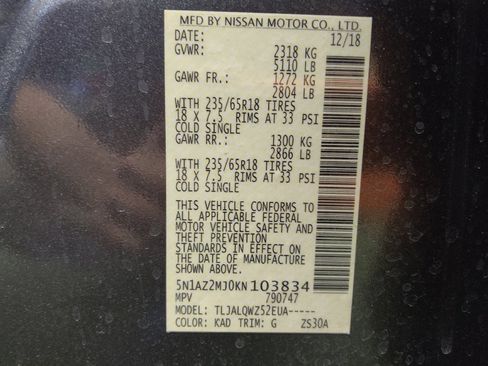 MFD BY NISSAN MOTOR CO., LTD.
DATE: 12/18
GVWR: 2318 KG
5110 LB
GAWR FR.: 1272 KG
2804 LB
WITH 235/65R18 TIRES
18 X 7.5 RIMS AT 33 PSI
COLD SINGLE
GAWR RR.: 1300 KG
2866 LB
WITH 235/65R18 TIRES
18 X 7.5 RIMS AT 33 PSI
COLD SINGLE
THIS VEHICLE CONFORMS TO
ALL APPLICABLE FEDERAL
MOTOR VEHICLE SAFETY AND
THEFT PREVENTION
STANDARDS IN EFFECT ON
THE DATE OF MANUFACTURE
SHOWN ABOVE.
5N1AZ2MJ0KN103834
MPV 790747
MODEL: TLJALQWZ52EUA-----
COLOR: KAD TRIM: G ZS30A